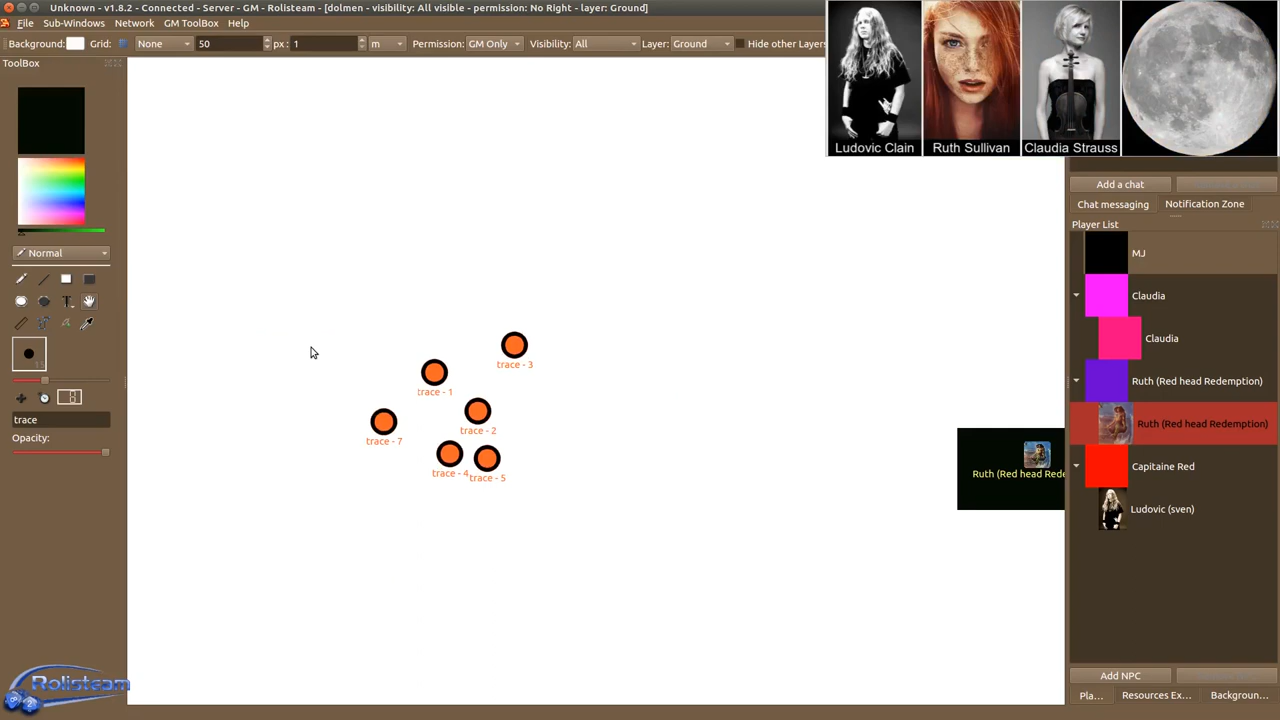 Unknown - v1.8.2 - Connected - Server - GM - Rolisteam - [dolmen - visibility: All visible - permission: No Right - layer: Ground]
File Sub-Windows Network GM ToolBox Help
Background: Grid: None 50 px : 1 m Permission: GM Only Visibility: All Layer: Ground Hide other Layers
ToolBox
Ludovic Clain Ruth Sullivan Claudia Strauss
Add a chat
Chat messaging Notification Zone
Player List
Normal
MJ
Claudia
Claudia
Ruth (Red head Redemption)
Ruth (Red head Redemption)
Capitaine Red
Ludovic (sven)
trace - 3
trace - 1
trace - 2
trace - 7
trace - 4
trace - 5
Ruth (Red head Rede
trace
Opacity:
Add NPC
Pla... Resources Ex... Backgroun...
Rolisteam